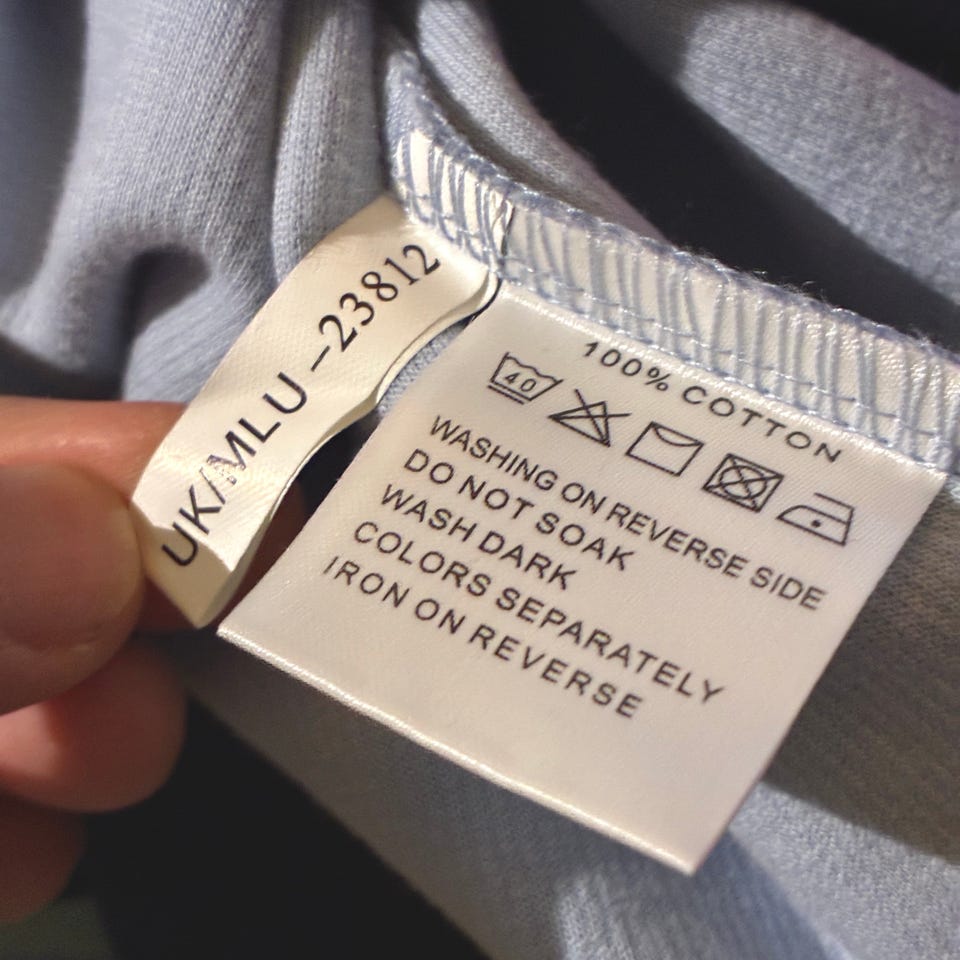 UK/MLU -23812
100% COTTON
40
WASHING ON REVERSE SIDE
DO NOT SOAK
WASH DARK
COLORS SEPARATELY
IRON ON REVERSE